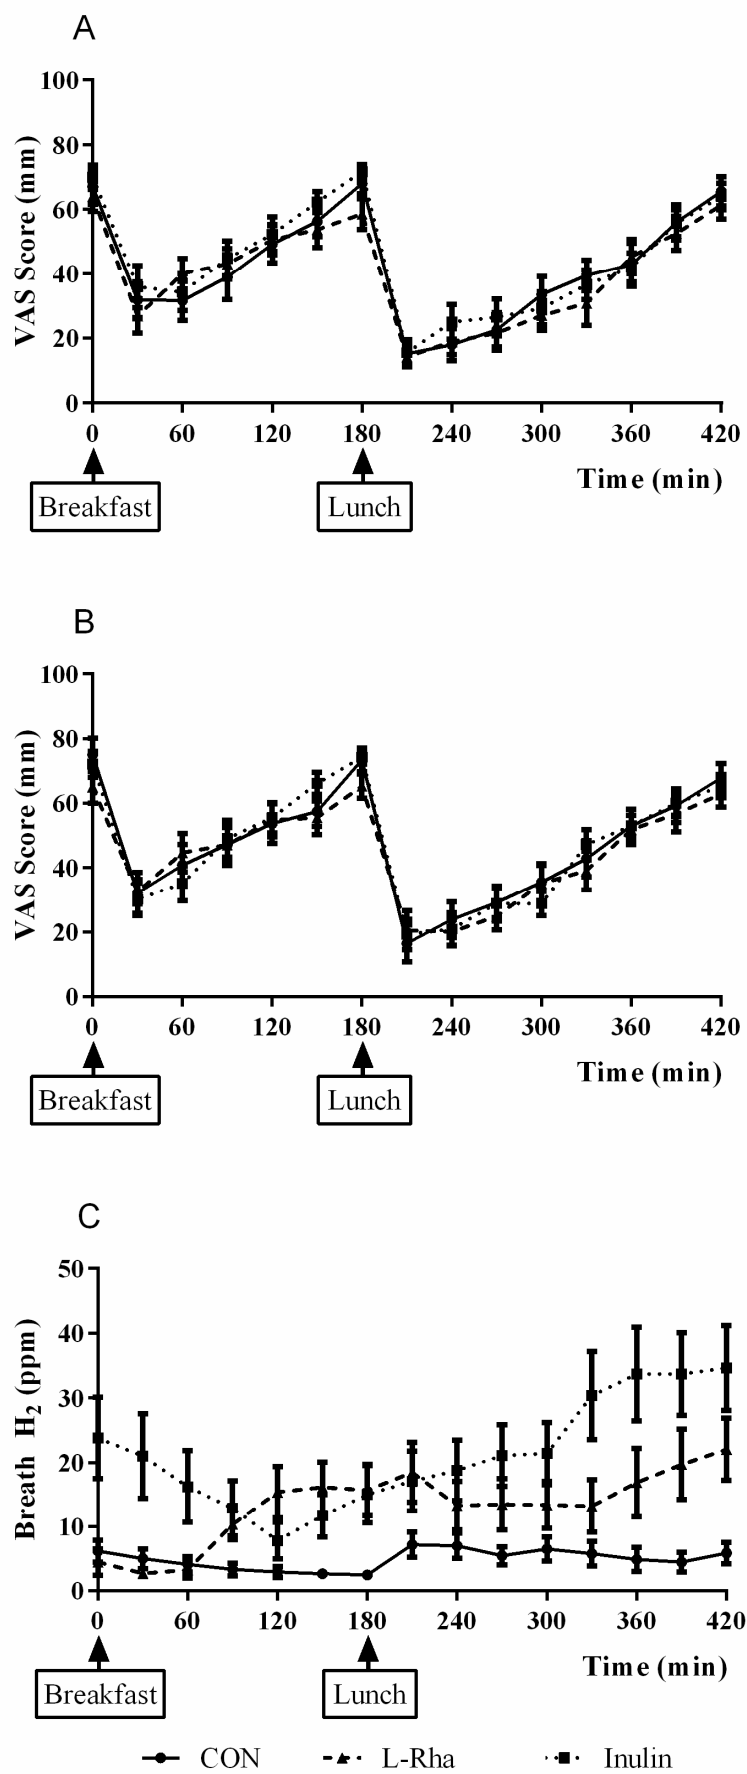 A
100
80
60
40
20
0
VAS Score (mm)
0 60 120 180 240 300 360 420
Time (min)
Breakfast Lunch
B
100
80
60
40
20
0
VAS Score (mm)
0 60 120 180 240 300 360 420
Time (min)
Breakfast Lunch
C
50
40
30
20
10
0
Breath H2 (ppm)
0 60 120 180 240 300 360 420
Time (min)
Breakfast Lunch
CON L-Rha Inulin